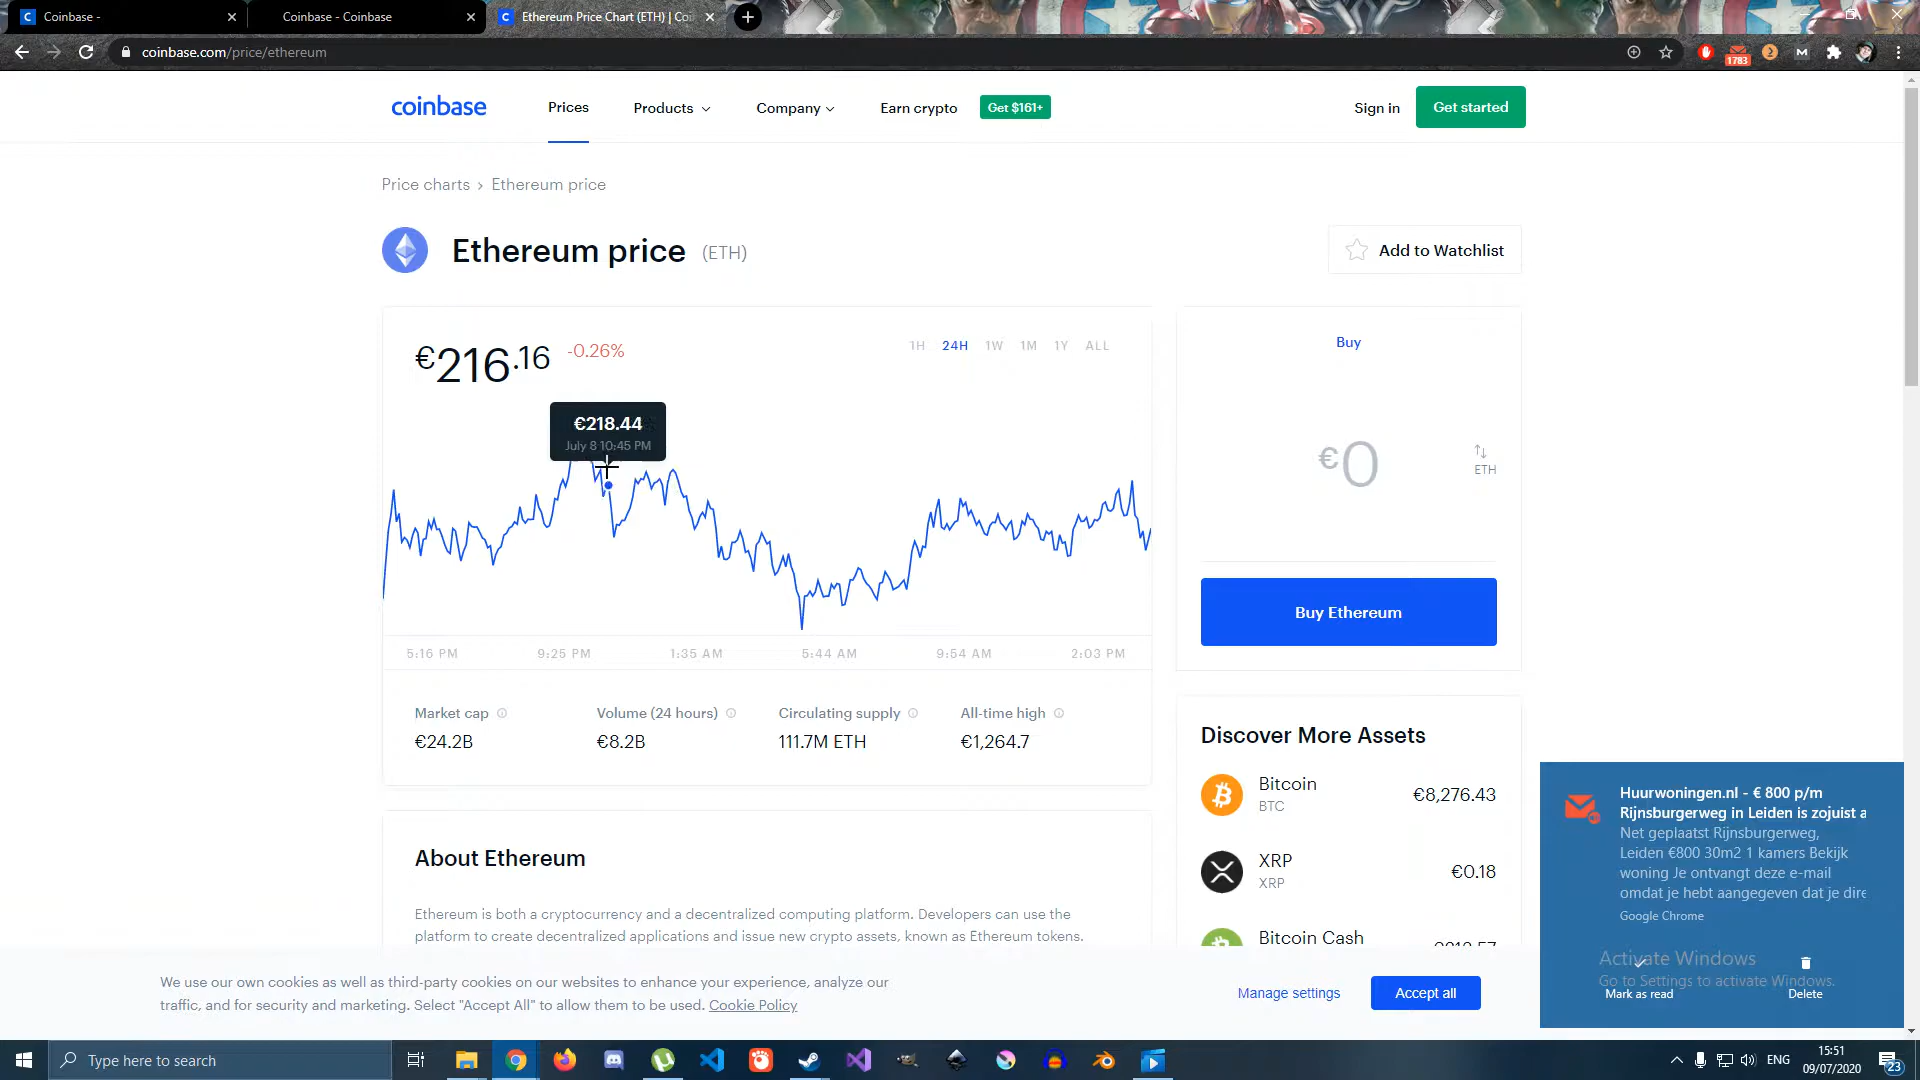 Coinbase -
Coinbase - Coinbase
Ethereum Price Chart (ETH) | Coi
coinbase.com/price/ethereum
1783
coinbase
Prices
Products
Company
Earn crypto
Get $161+
Sign in
Get started
Price charts › Ethereum price
Ethereum price (ETH)
Add to Watchlist
€216.16 -0.26%
1H 24H 1W 1M 1Y ALL
€218.44
July 8 10:45 PM
5:16 PM 9:25 PM 1:35 AM 5:44 AM 9:54 AM 2:03 PM
Market cap
€24.2B
Volume (24 hours)
€8.2B
Circulating supply
111.7M ETH
All-time high
€1,264.7
Buy
€0
ETH
Buy Ethereum
About Ethereum
Ethereum is both a cryptocurrency and a decentralized computing platform. Developers can use the
platform to create decentralized applications and issue new crypto assets, known as Ethereum tokens.
Discover More Assets
Bitcoin
BTC
€8,276.43
XRP
XRP
€0.18
Bitcoin Cash
Huurwoningen.nl - € 800 p/m
Rijnsburgerweg in Leiden is zojuist a
Net geplaatst Rijnsburgerweg,
Leiden €800 30m2 1 kamers Bekijk
woning Je ontvangt deze e-mail
omdat je hebt aangegeven dat je dire
Google Chrome
Activate Windows
Go to Settings to activate Windows.
Mark as read
Delete
We use our own cookies as well as third-party cookies on our websites to enhance your experience, analyze our
traffic, and for security and marketing. Select "Accept All" to allow them to be used. Cookie Policy
Manage settings
Accept all
Type here to search
ENG
15:51
09/07/2020
23